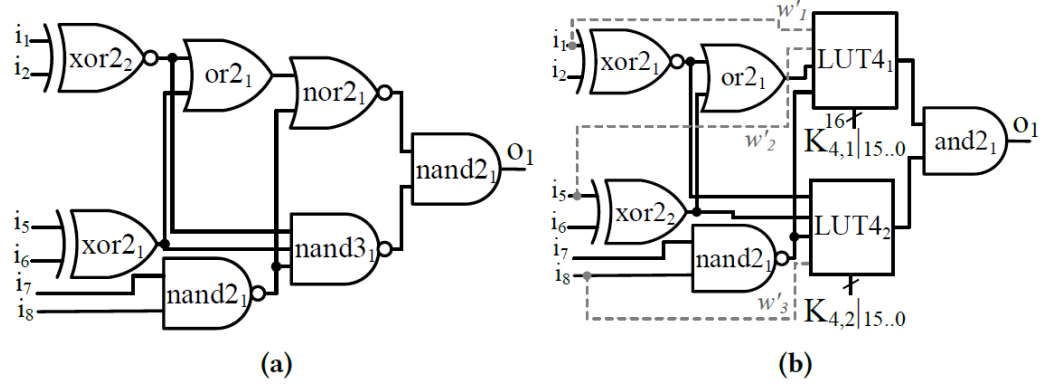 i₁
i₂
xor2₂
or2₁
nor2₁
nand2₁
o₁
i₅
i₆
xor2₁
nand3₁
i₇
i₈
nand2₁
(a)
i₁
i₂
w'₁
xor2₁
or2₁
LUT4₁
16
K₄,₁|₁₅..₀
w'₂
and2₁
o₁
i₅
i₆
xor2₂
LUT4₂
i₇
i₈
nand2₁
w'₃
K₄,₂|₁₅..₀
(b)